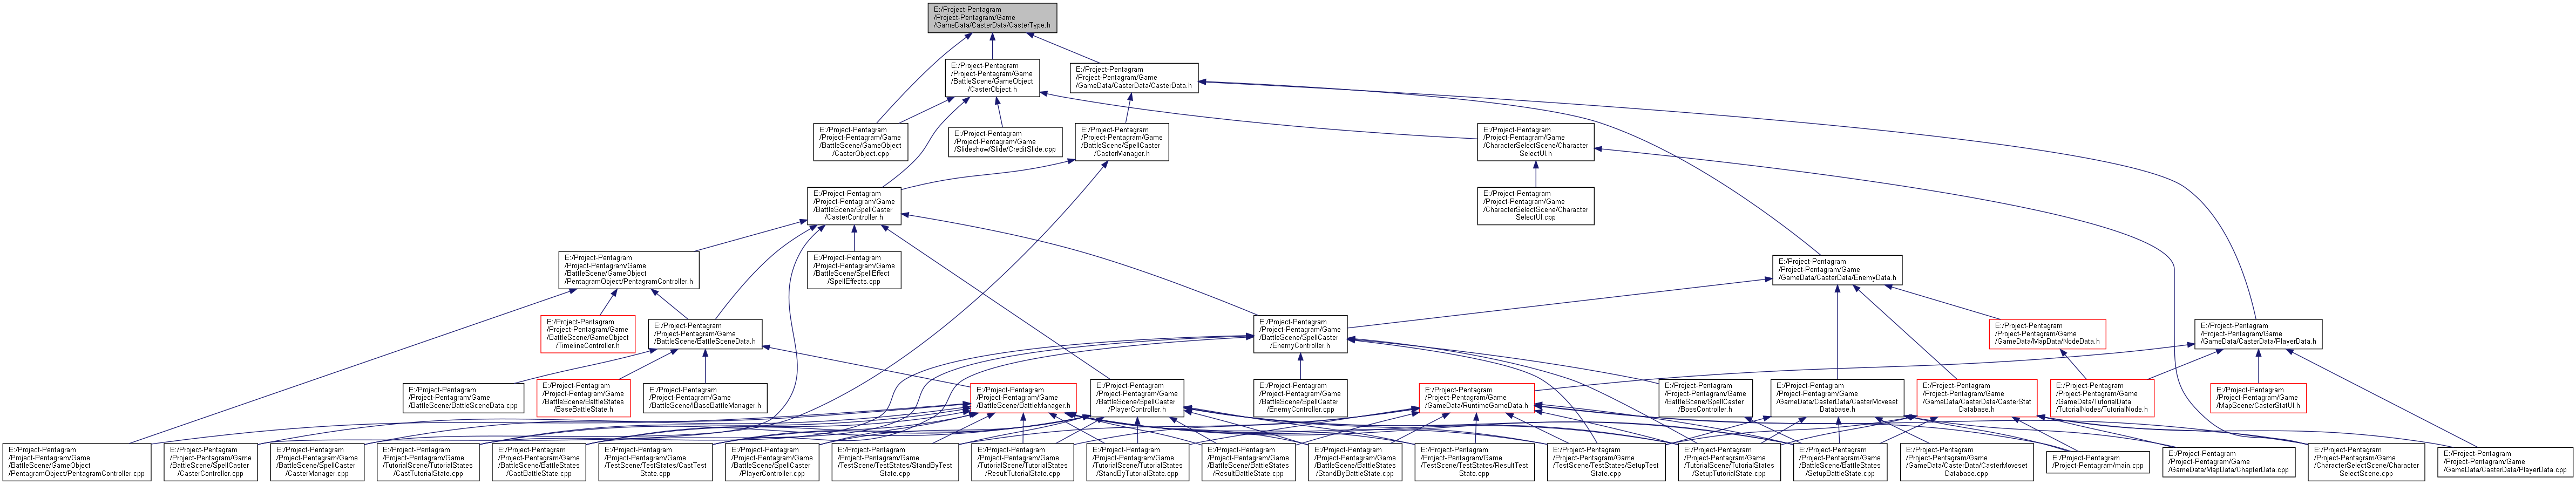 E:/Project-Pentagram
/Project-Pentagram/Game
/GameData/CasterData/CasterType.h
E:/Project-Pentagram
/Project-Pentagram/Game
/BattleScene/GameObject
/CasterObject.h
E:/Project-Pentagram
/Project-Pentagram/Game
/GameData/CasterData/CasterData.h
E:/Project-Pentagram
/Project-Pentagram/Game
/BattleScene/GameObject
/CasterObject.cpp
E:/Project-Pentagram
/Project-Pentagram/Game
/Slideshow/Slide/CreditSlide.cpp
E:/Project-Pentagram
/Project-Pentagram/Game
/BattleScene/SpellCaster
/CasterManager.h
E:/Project-Pentagram
/Project-Pentagram/Game
/CharacterSelectScene/Character
SelectUI.h
E:/Project-Pentagram
/Project-Pentagram/Game
/BattleScene/SpellCaster
/CasterController.h
E:/Project-Pentagram
/Project-Pentagram/Game
/CharacterSelectScene/Character
SelectUI.cpp
E:/Project-Pentagram
/Project-Pentagram/Game
/BattleScene/GameObject
/PentagramObject/PentagramController.h
E:/Project-Pentagram
/Project-Pentagram/Game
/BattleScene/SpellEffect
/SpellEffects.cpp
E:/Project-Pentagram
/Project-Pentagram/Game
/GameData/CasterData/EnemyData.h
E:/Project-Pentagram
/Project-Pentagram/Game
/BattleScene/GameObject
/TimelineController.h
E:/Project-Pentagram
/Project-Pentagram/Game
/BattleScene/BattleSceneData.h
E:/Project-Pentagram
/Project-Pentagram/Game
/BattleScene/SpellCaster
/EnemyController.h
E:/Project-Pentagram
/Project-Pentagram/Game
/GameData/MapData/NodeData.h
E:/Project-Pentagram
/Project-Pentagram/Game
/GameData/CasterData/PlayerData.h
E:/Project-Pentagram
/Project-Pentagram/Game
/BattleScene/BattleSceneData.cpp
E:/Project-Pentagram
/Project-Pentagram/Game
/BattleScene/BattleStates
/BaseBattleState.h
E:/Project-Pentagram
/Project-Pentagram/Game
/BattleScene/IBaseBattleManager.h
E:/Project-Pentagram
/Project-Pentagram/Game
/BattleScene/BattleManager.h
E:/Project-Pentagram
/Project-Pentagram/Game
/BattleScene/SpellCaster
/PlayerController.h
E:/Project-Pentagram
/Project-Pentagram/Game
/BattleScene/SpellCaster
/EnemyController.cpp
E:/Project-Pentagram
/Project-Pentagram/Game
/GameData/RuntimeGameData.h
E:/Project-Pentagram
/Project-Pentagram/Game
/BattleScene/SpellCaster
/BossController.h
E:/Project-Pentagram
/Project-Pentagram/Game
/GameData/CasterData/CasterMoveset
Database.h
E:/Project-Pentagram
/Project-Pentagram/Game
/GameData/CasterData/CasterStat
Database.h
E:/Project-Pentagram
/Project-Pentagram/Game
/GameData/TutorialData
/TutorialNodes/TutorialNode.h
E:/Project-Pentagram
/Project-Pentagram/Game
/MapScene/CasterStatUI.h
E:/Project-Pentagram
/Project-Pentagram/Game
/BattleScene/GameObject
/PentagramObject/PentagramController.cpp
E:/Project-Pentagram
/Project-Pentagram/Game
/BattleScene/SpellCaster
/CasterController.cpp
E:/Project-Pentagram
/Project-Pentagram/Game
/BattleScene/SpellCaster
/CasterManager.cpp
E:/Project-Pentagram
/Project-Pentagram/Game
/TutorialScene/TutorialStates
/CastTutorialState.cpp
E:/Project-Pentagram
/Project-Pentagram/Game
/BattleScene/BattleStates
/CastBattleState.cpp
E:/Project-Pentagram
/Project-Pentagram/Game
/TestScene/TestStates/CastTest
State.cpp
E:/Project-Pentagram
/Project-Pentagram/Game
/BattleScene/SpellCaster
/PlayerController.cpp
E:/Project-Pentagram
/Project-Pentagram/Game
/TestScene/TestStates/StandByTest
State.cpp
E:/Project-Pentagram
/Project-Pentagram/Game
/TutorialScene/TutorialStates
/ResultTutorialState.cpp
E:/Project-Pentagram
/Project-Pentagram/Game
/TutorialScene/TutorialStates
/StandByTutorialState.cpp
E:/Project-Pentagram
/Project-Pentagram/Game
/BattleScene/BattleStates
/ResultBattleState.cpp
E:/Project-Pentagram
/Project-Pentagram/Game
/BattleScene/BattleStates
/StandByBattleState.cpp
E:/Project-Pentagram
/Project-Pentagram/Game
/TestScene/TestStates/ResultTest
State.cpp
E:/Project-Pentagram
/Project-Pentagram/Game
/TestScene/TestStates/SetupTest
State.cpp
E:/Project-Pentagram
/Project-Pentagram/Game
/TutorialScene/TutorialStates
/SetupTutorialState.cpp
E:/Project-Pentagram
/Project-Pentagram/Game
/BattleScene/BattleStates
/SetupBattleState.cpp
E:/Project-Pentagram
/Project-Pentagram/Game
/GameData/CasterData/CasterMoveset
Database.cpp
E:/Project-Pentagram
/Project-Pentagram/main.cpp
E:/Project-Pentagram
/Project-Pentagram/Game
/GameData/MapData/ChapterData.cpp
E:/Project-Pentagram
/Project-Pentagram/Game
/CharacterSelectScene/Character
SelectScene.cpp
E:/Project-Pentagram
/Project-Pentagram/Game
/GameData/CasterData/PlayerData.cpp